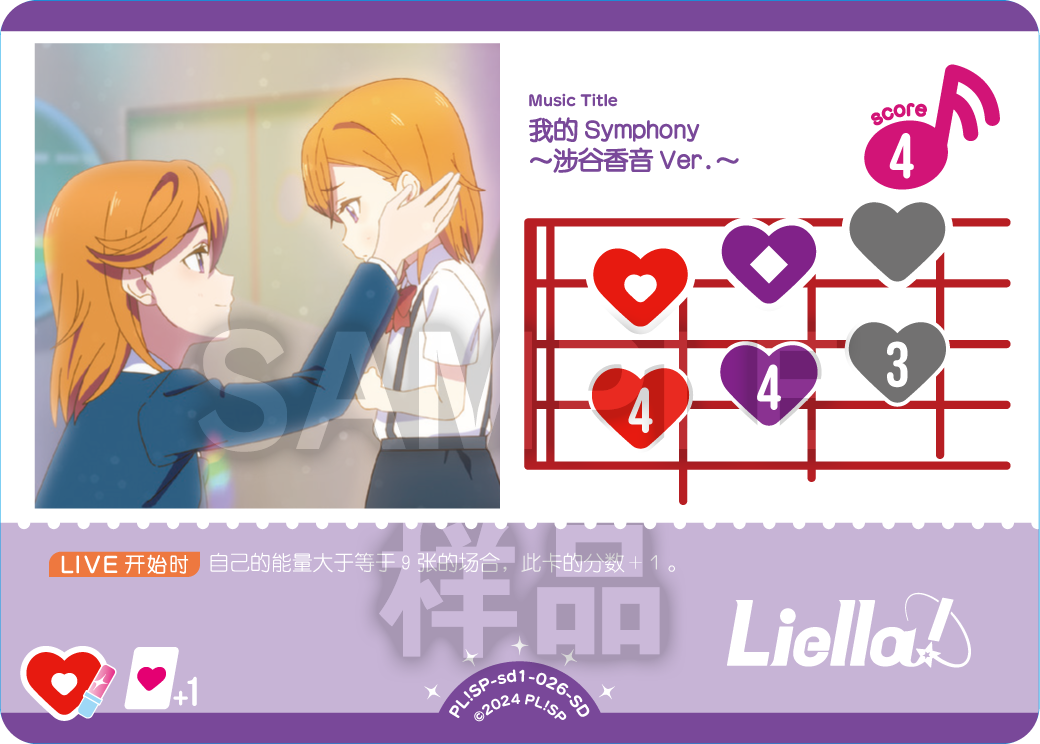 Music Title
我的 Symphony
～涉谷香音 Ver.～
score
4
4
4
3
SAMPLE
样品
LIVE 开始时 自己的能量大于等于 9 张的场合，此卡的分数 + 1 。
Liella!
+1
PL!SP-sd1-026-SD
©2024 PL!SP